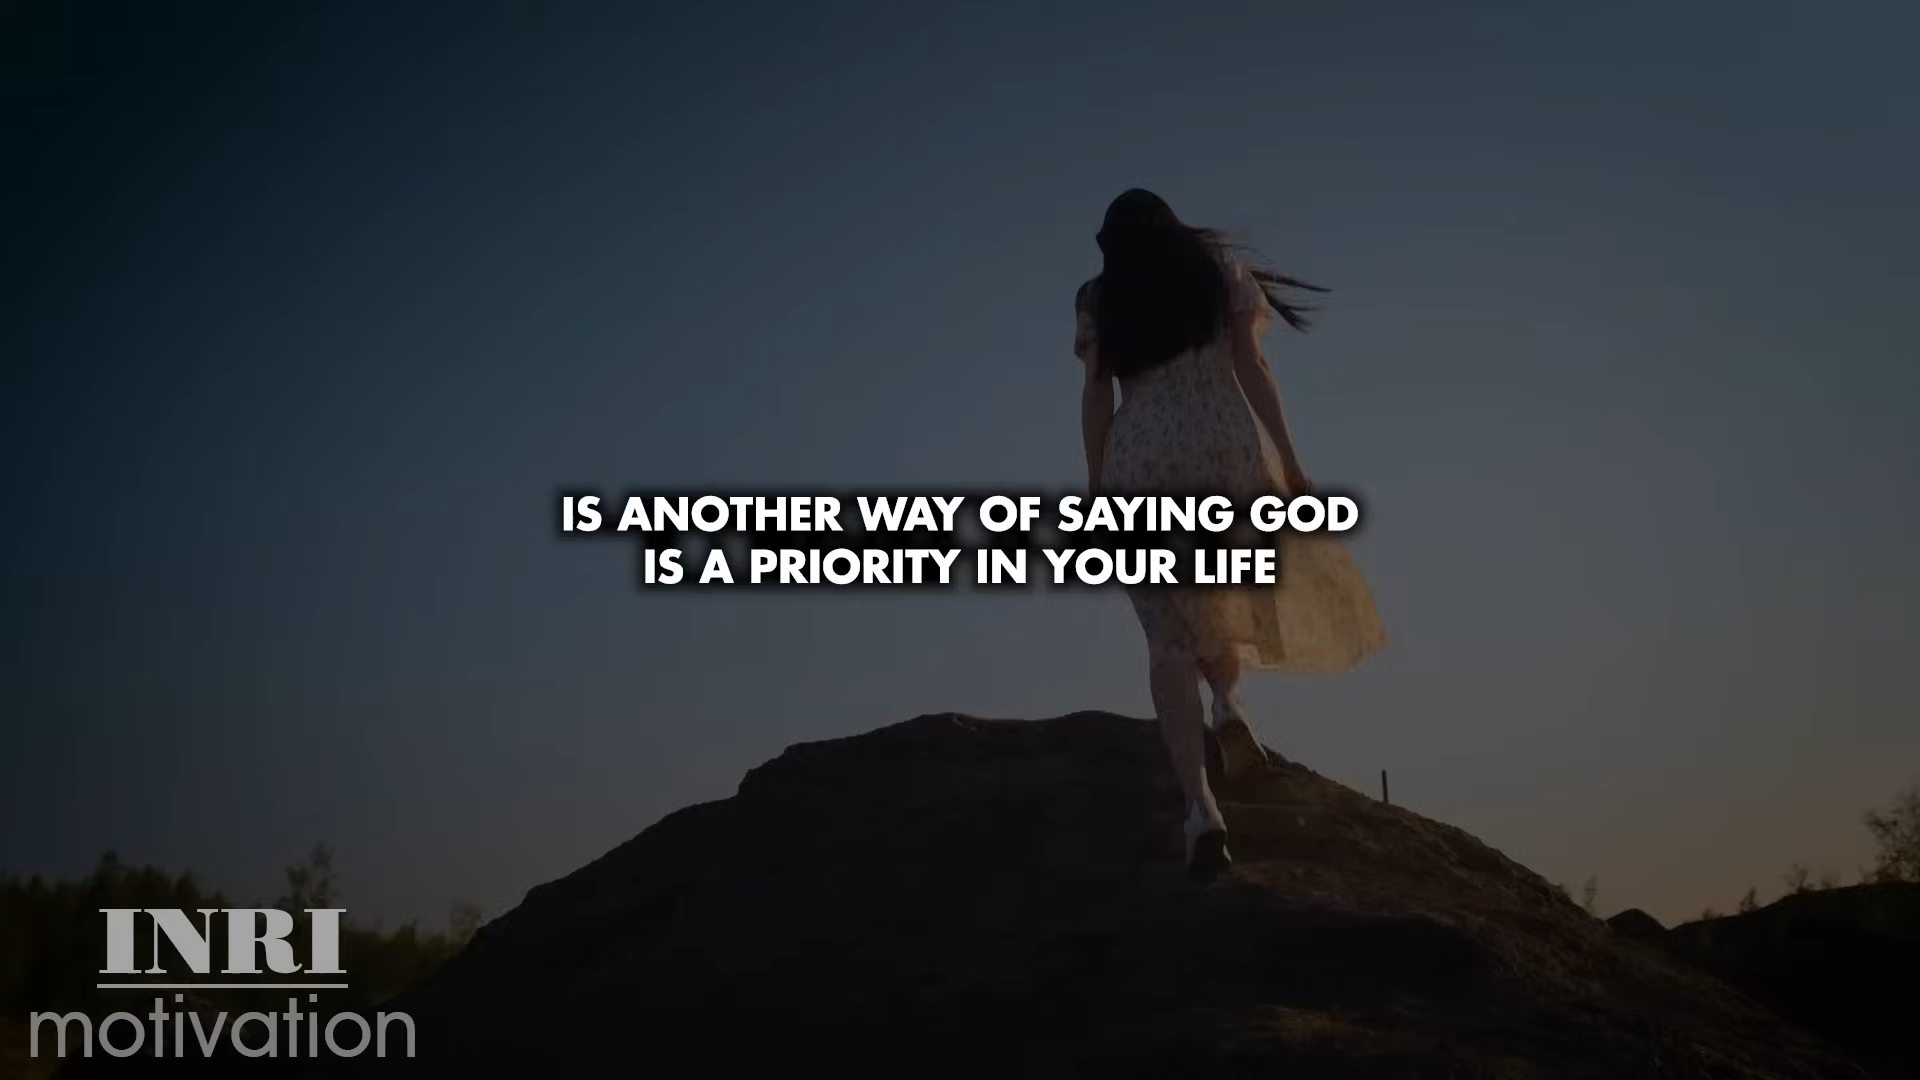 IS ANOTHER WAY OF SAYING GOD
IS A PRIORITY IN YOUR LIFE
INRI
motivation